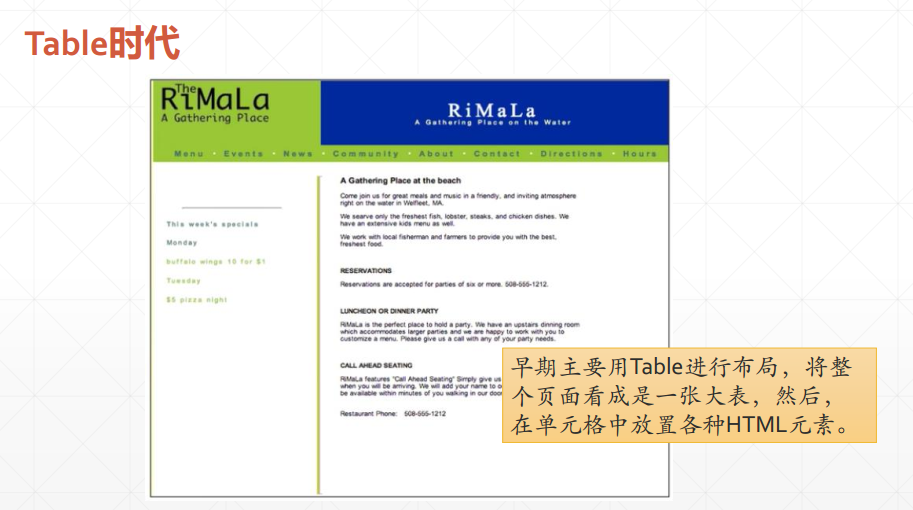 Table时代
The
RiMaLa
A Gathering Place
RiMaLa
A Gathering Place on the Water
Menu • Events • News • Community • About • Contact • Directions • Hours
This week's specials
Monday
buffalo wings 10 for $1
Tuesday
$5 pizza night
A Gathering Place at the beach
Come join us for great meals and music in a friendly, and inviting atmosphere
right on the water in Welfleet, MA.
We searve only the freshest fish, lobster, steaks, and chicken dishes. We
have an extensive kids menu as well.
We work with local fisherman and farmers to provide you with the best,
freshest food.
RESERVATIONS
Reservations are accepted for parties of six or more. 508-555-1212.
LUNCHEON OR DINNER PARTY
RiMaLa is the perfect place to hold a party. We have an upstairs dinning room
which accommodates larger parties and we are happy to work with you to
customize a menu. Please give us a call with any of your party needs.
CALL AHEAD SEATING
RiMaLa features "Call Ahead Seating" Simply give us
when you will be arriving. We will add your name to o
be available within minutes of you walking in our doo
Restaurant Phone: 508-555-1212
早期主要用Table进行布局，将整
个页面看成是一张大表，然后，
在单元格中放置各种HTML元素。